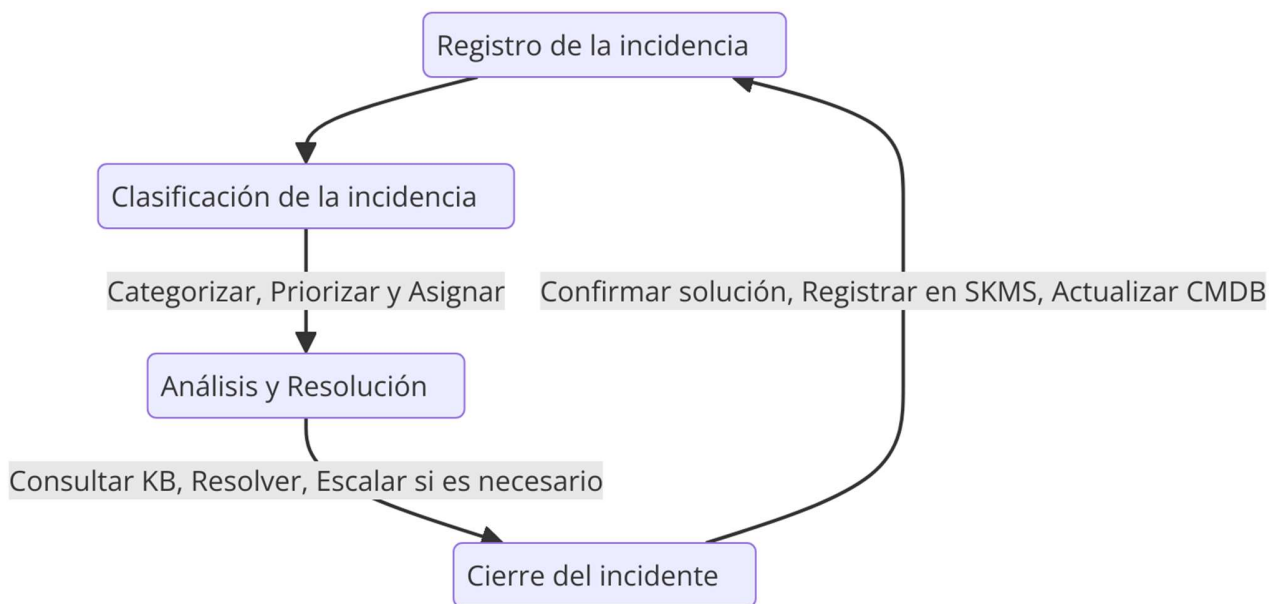 Registro de la incidencia
Clasificación de la incidencia
Categorizar, Priorizar y Asignar
Confirmar solución, Registrar en SKMS, Actualizar CMDB
Análisis y Resolución
Consultar KB, Resolver, Escalar si es necesario
Cierre del incidente